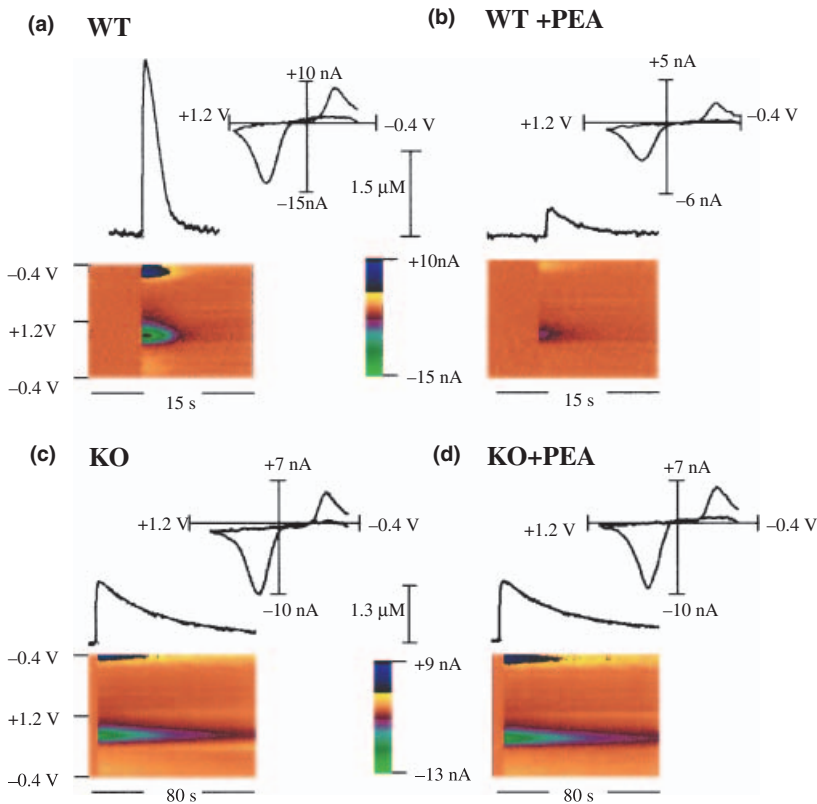 (a) WT
+10 nA
+1.2 V
−0.4 V
−15nA
1.5 µM
−0.4 V
+1.2V
−0.4 V
15 s
+10nA
−15 nA
(b) WT +PEA
+5 nA
+1.2 V
−0.4 V
−6 nA
15 s
(c) KO
+7 nA
+1.2 V
−0.4 V
−10 nA
1.3 µM
−0.4 V
+1.2 V
−0.4 V
80 s
+9 nA
−13 nA
(d) KO+PEA
+7 nA
+1.2 V
−0.4 V
−10 nA
80 s